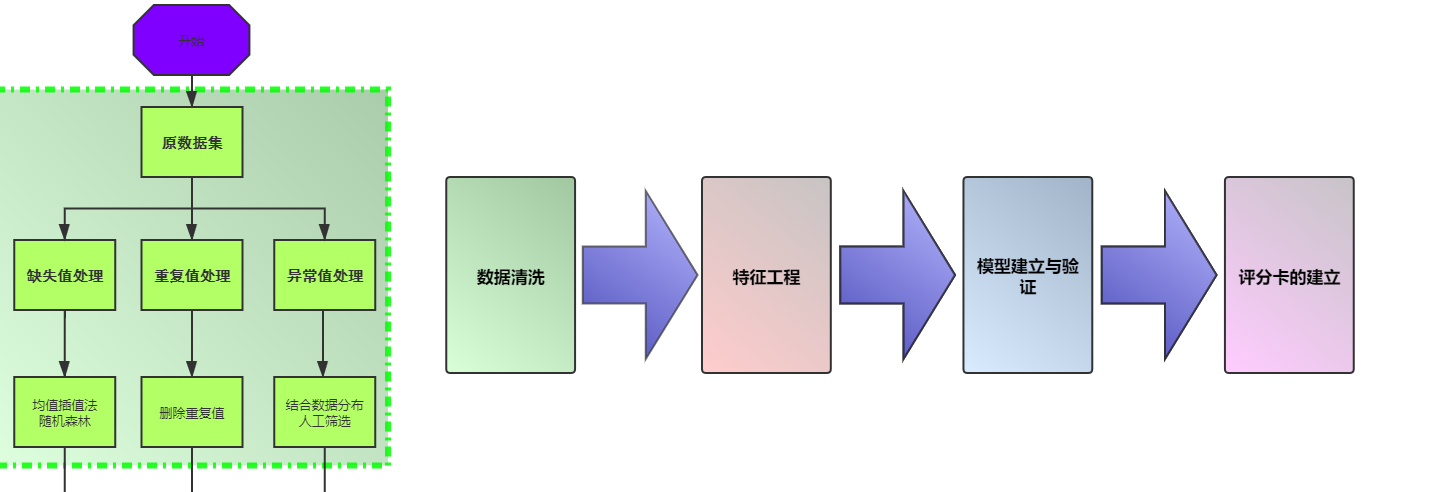 开始
原数据集
缺失值处理
重复值处理
异常值处理
均值插值法
随机森林
删除重复值
结合数据分布
人工筛选
数据清洗
特征工程
模型建立与验
证
评分卡的建立